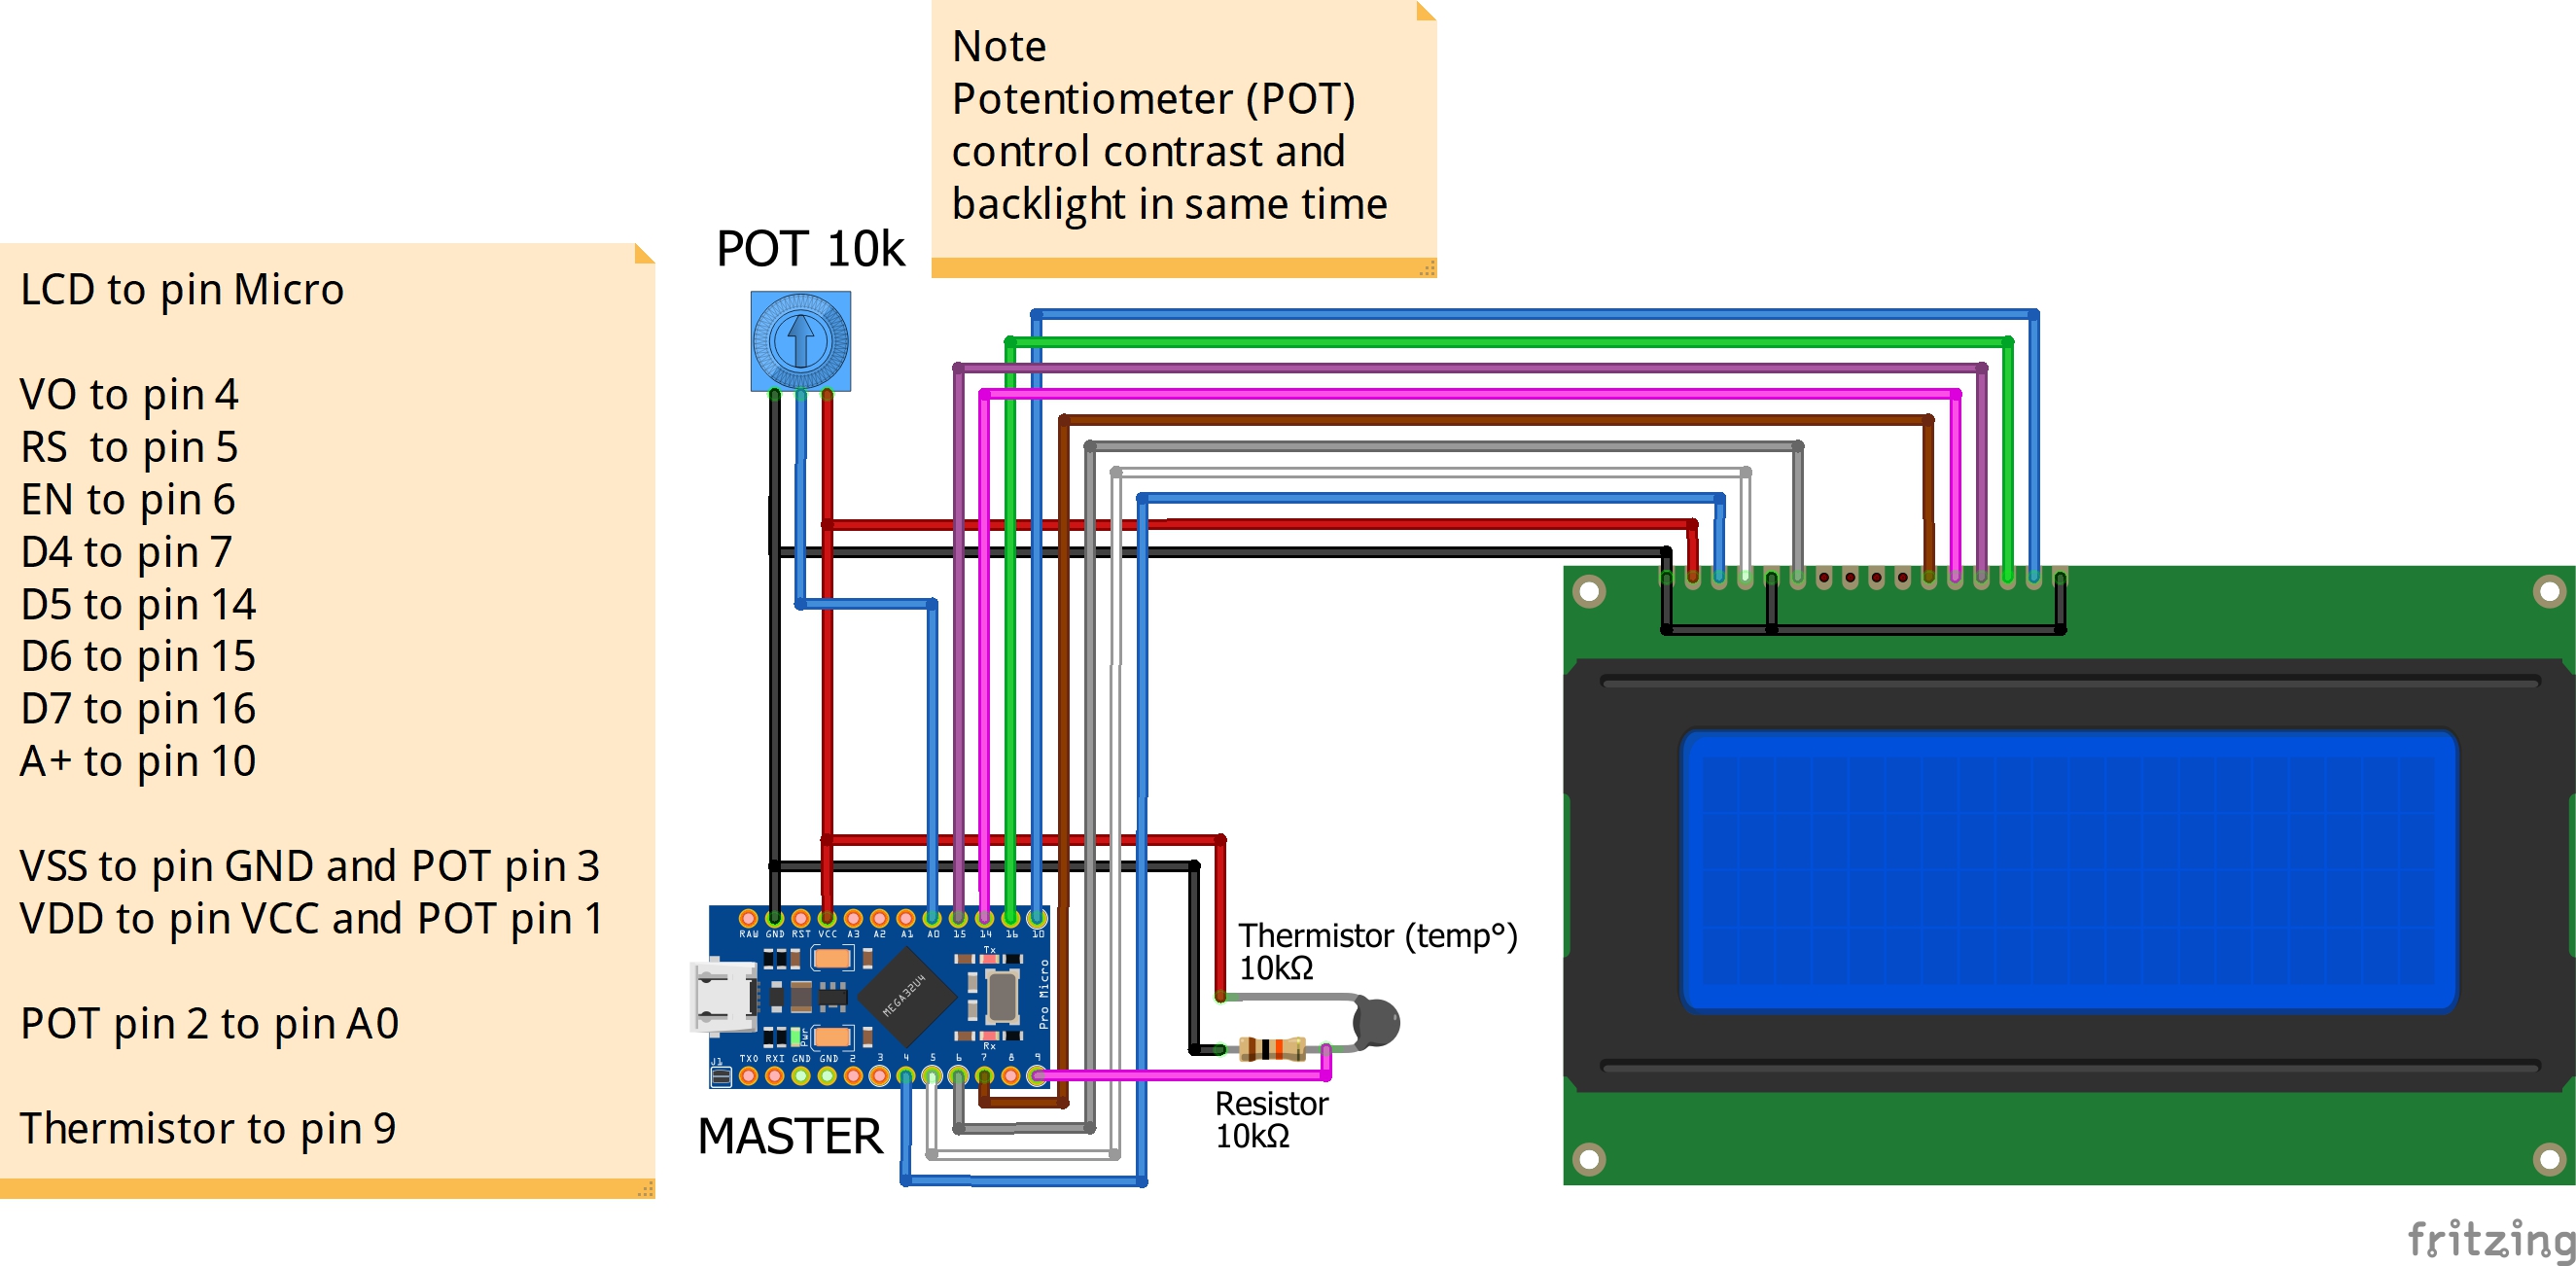 Note
Potentiometer (POT)
control contrast and
backlight in same time
POT 10k
LCD to pin Micro
VO to pin 4
RS to pin 5
EN to pin 6
D4 to pin 7
D5 to pin 14
D6 to pin 15
D7 to pin 16
A+ to pin 10
VSS to pin GND and POT pin 3
VDD to pin VCC and POT pin 1
POT pin 2 to pin A0
Thermistor to pin 9
RAW GND RST VCC A3 A2 A1 A0 15 14 16 10
Tx
MEGA32U4
Pro Micro
Pwr
Rx
J1
TX0 RXI GND GND 2 3 4 5 6 7 8 9
MASTER
Thermistor (temp°)
10kΩ
Resistor
10kΩ
fritzing